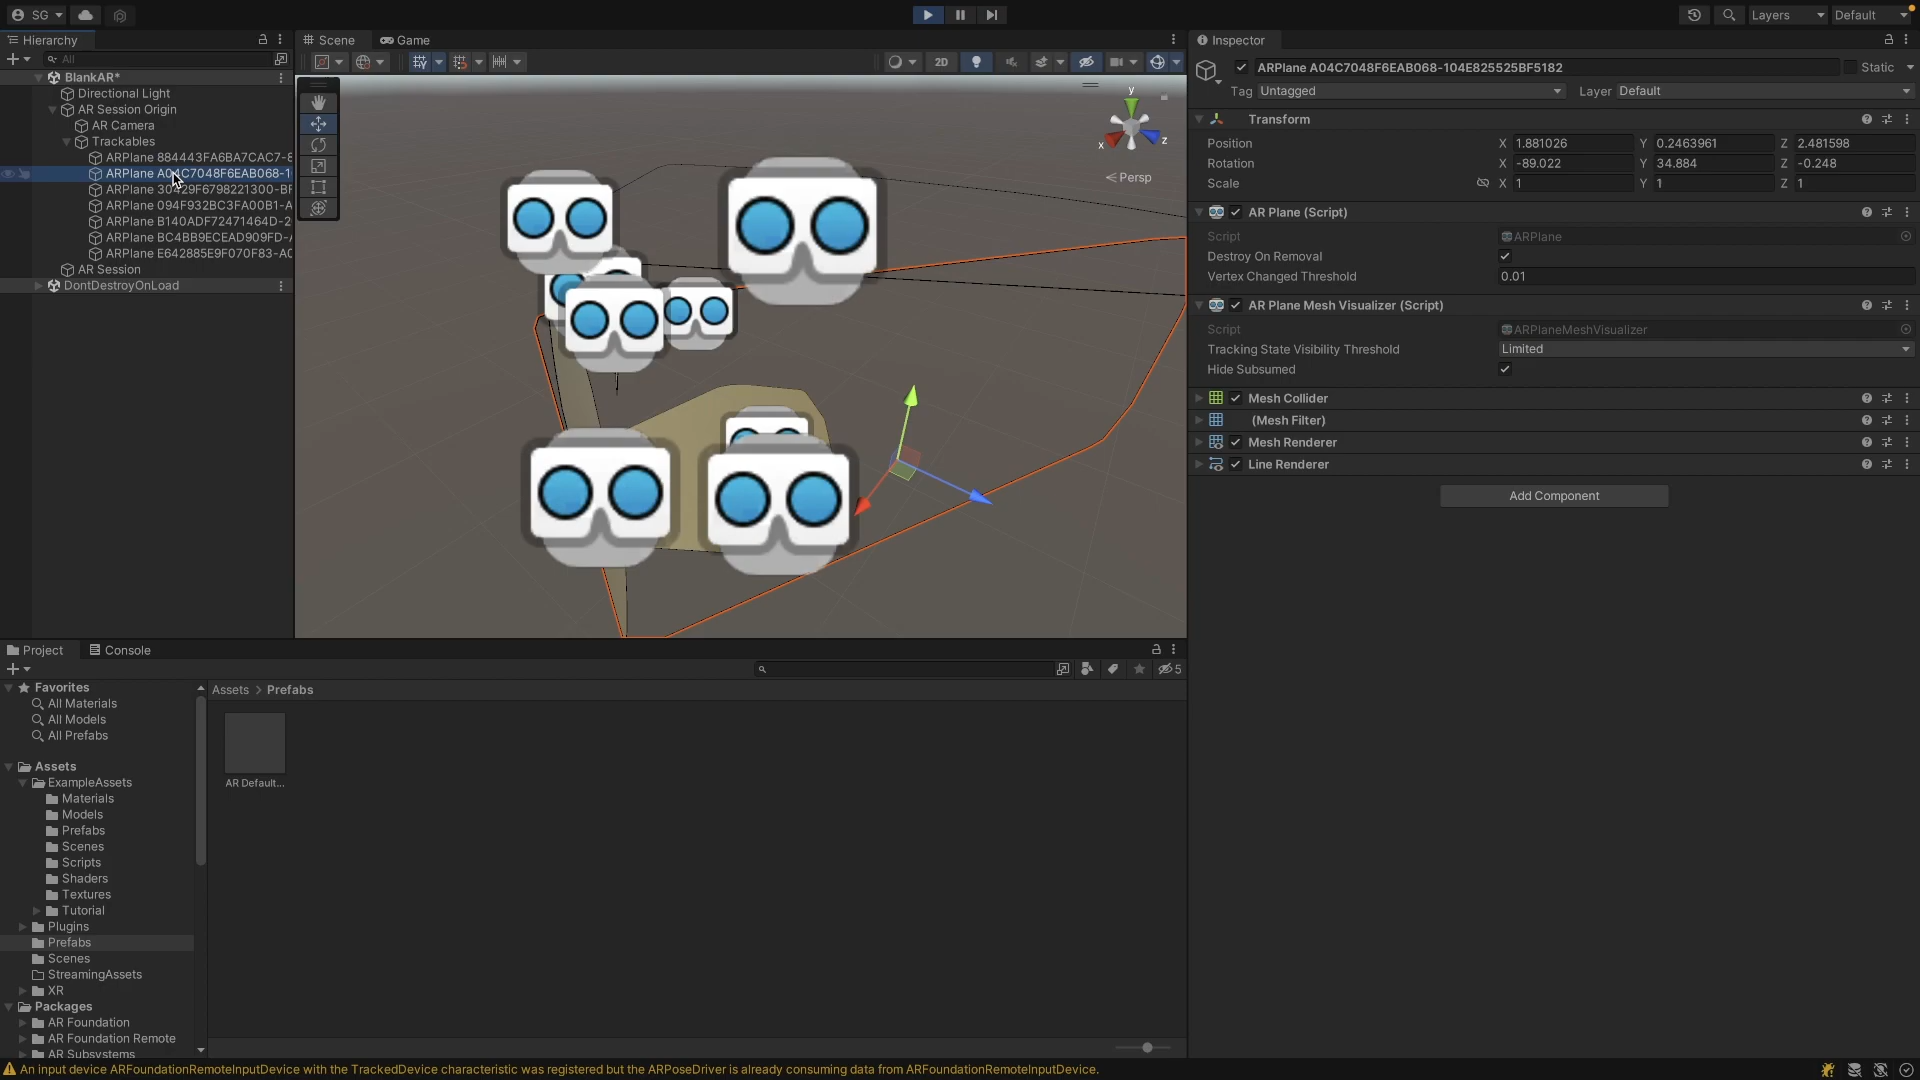 SG
Layers
Default
Hierarchy
All
BlankAR*
Directional Light
AR Session Origin
AR Camera
Trackables
ARPlane 884443FA6BA7CAC7-8
ARPlane A04C7048F6EAB068-1
ARPlane 30429F6798221300-BF
ARPlane 094F932BC3FA00B1-A
ARPlane B140ADF72471464D-2
ARPlane BC4BB9ECEAD909FD-A
ARPlane E642885E9F070F83-A0
AR Session
DontDestroyOnLoad
Scene
Game
2D
y
x
z
Persp
Inspector
ARPlane A04C7048F6EAB068-104E825525BF5182
Static
Tag Untagged
Layer Default
Transform
Position X 1.881026 Y 0.2463961 Z 2.481598
Rotation X -89.022 Y 34.884 Z -0.248
Scale X 1 Y 1 Z 1
AR Plane (Script)
Script ARPlane
Destroy On Removal
Vertex Changed Threshold 0.01
AR Plane Mesh Visualizer (Script)
Script ARPlaneMeshVisualizer
Tracking State Visibility Threshold Limited
Hide Subsumed
Mesh Collider
(Mesh Filter)
Mesh Renderer
Line Renderer
Add Component
Project
Console
5
Favorites
All Materials
All Models
All Prefabs
Assets
ExampleAssets
Materials
Models
Prefabs
Scenes
Scripts
Shaders
Textures
Tutorial
Plugins
Prefabs
Scenes
StreamingAssets
XR
Packages
AR Foundation
AR Foundation Remote
AR Subsystems
Assets > Prefabs
AR Default...
An input device ARFoundationRemoteInputDevice with the TrackedDevice characteristic was registered but the ARPoseDriver is already consuming data from ARFoundationRemoteInputDevice.